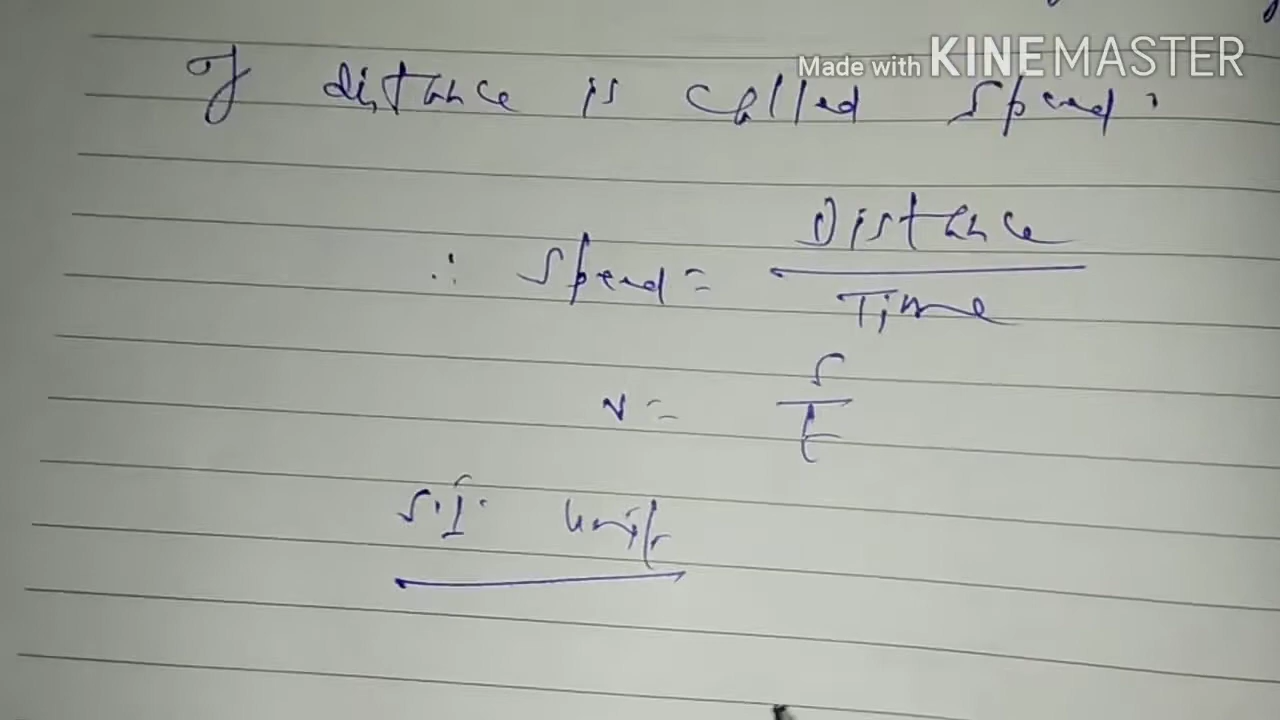 Made with KINEMASTER
of distance is called speed.
∴ Speed = Distance / Time
v = s / t
S.I. Unit